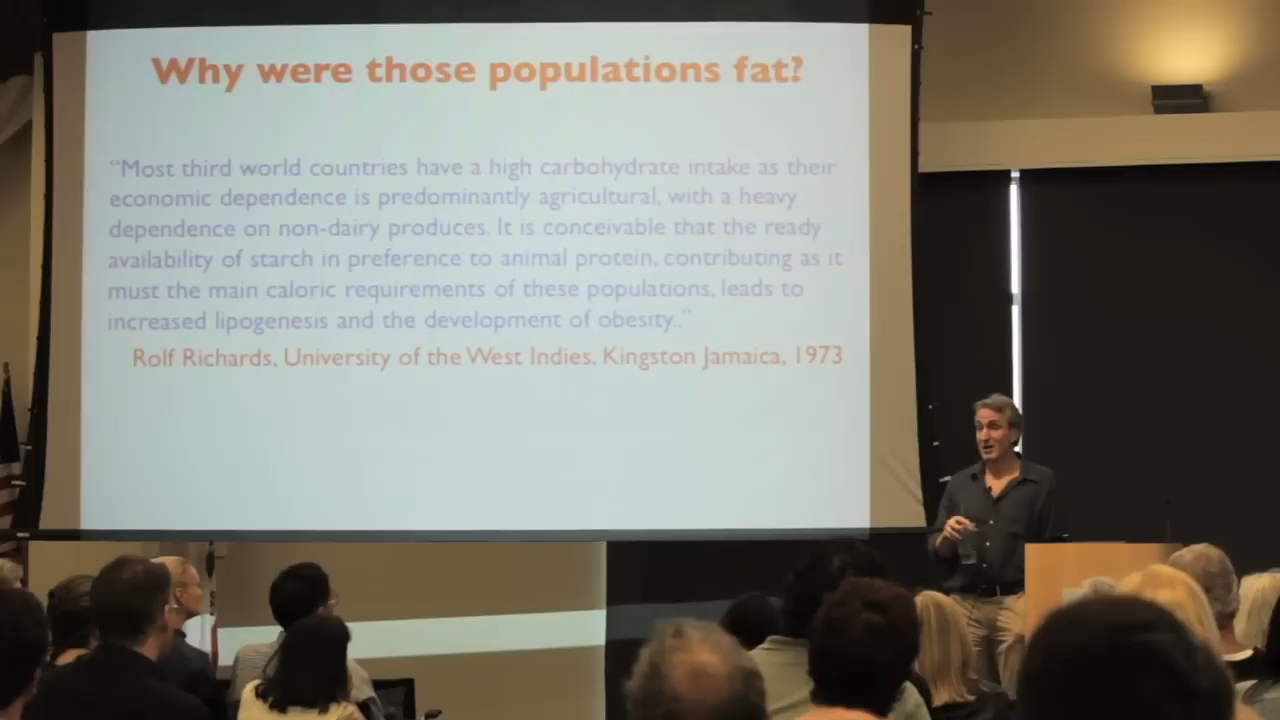 Why were those populations fat?
“Most third world countries have a high carbohydrate intake as their
economic dependence is predominantly agricultural, with a heavy
dependence on non-dairy produces. It is conceivable that the ready
availability of starch in preference to animal protein, contributing as it
must the main caloric requirements of these populations, leads to
increased lipogenesis and the development of obesity..”
Rolf Richards, University of the West Indies, Kingston Jamaica, 1973